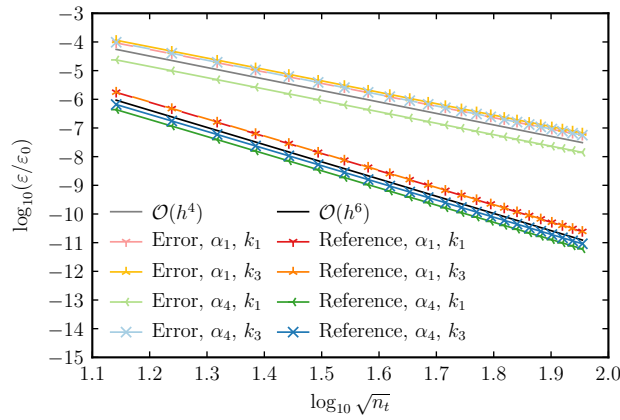 −3
−4
−5
−6
−7
−8
−9
−10
−11
−12
−13
−14
−15
log₁₀(ε/ε₀)
O(h⁴) O(h⁶)
Error, α₁, k₁ Reference, α₁, k₁
Error, α₁, k₃ Reference, α₁, k₃
Error, α₄, k₁ Reference, α₄, k₁
Error, α₄, k₃ Reference, α₄, k₃
1.1 1.2 1.3 1.4 1.5 1.6 1.7 1.8 1.9 2.0
log₁₀ √nₜ